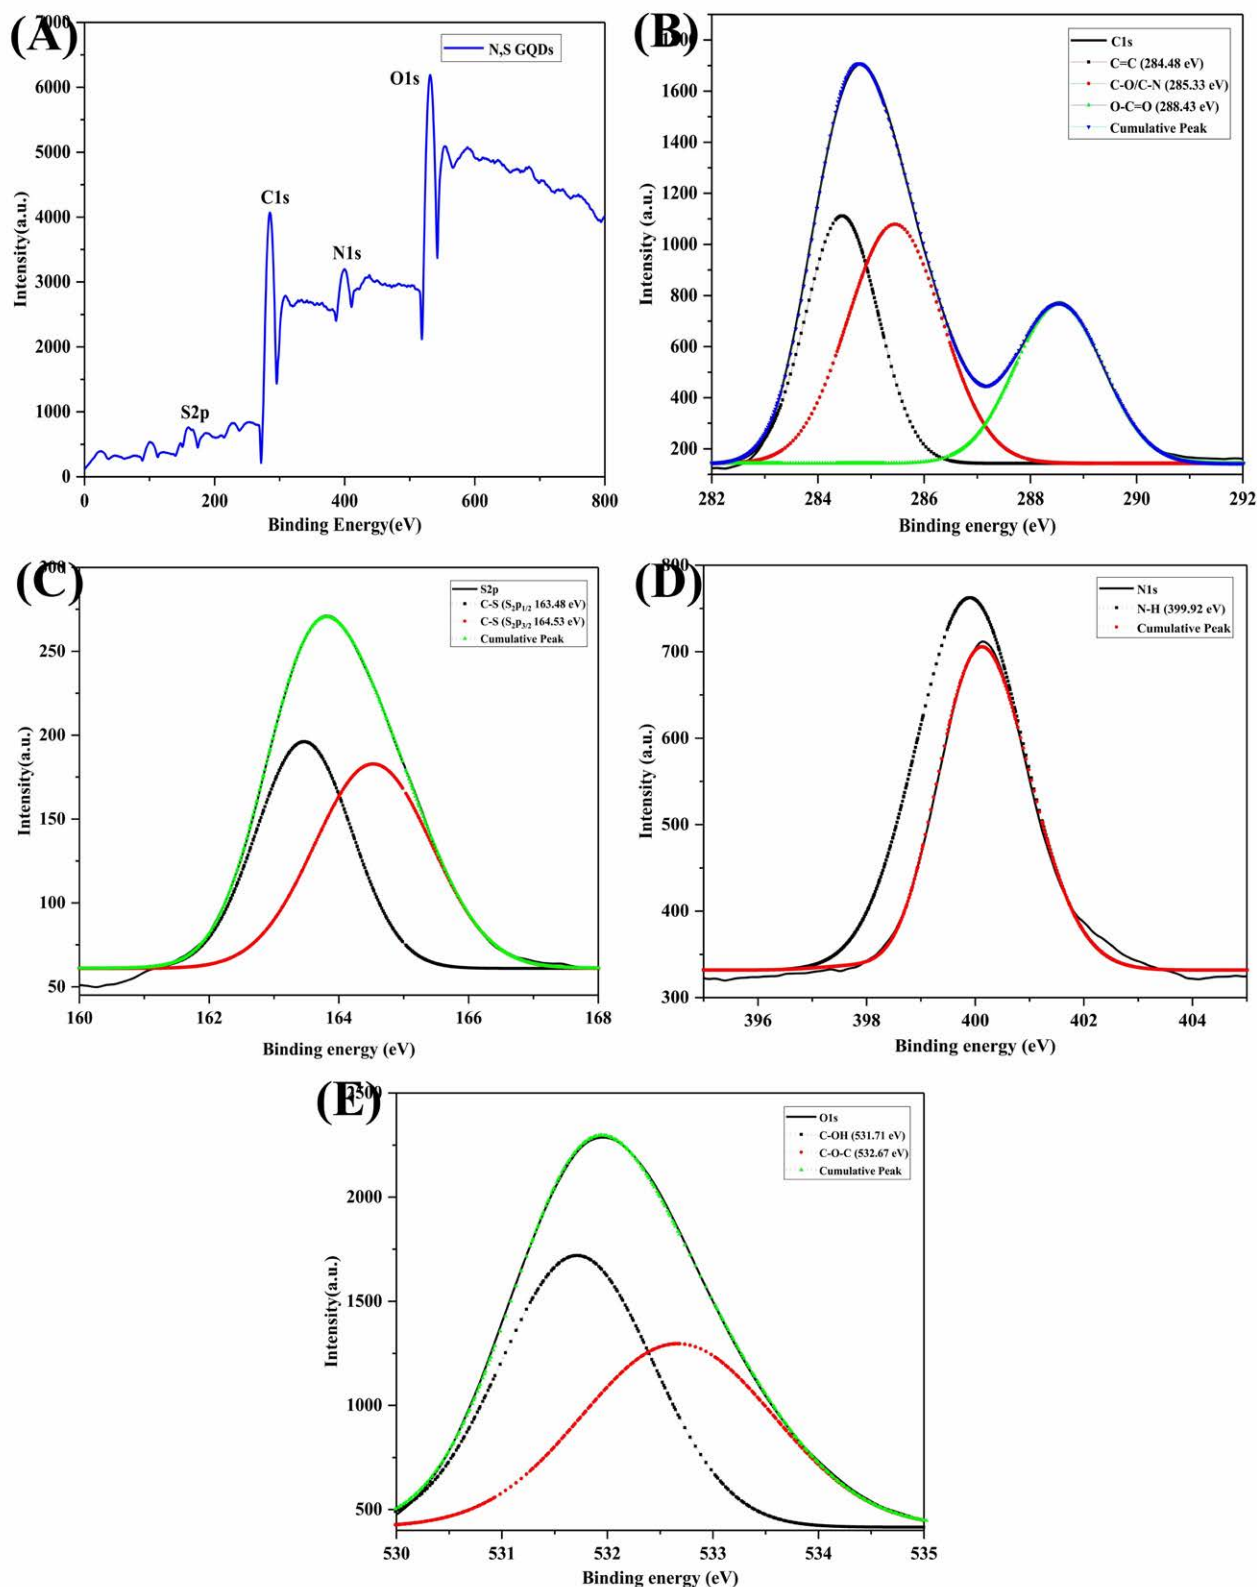 (A)
7000
6000
5000
4000
3000
2000
1000
0
Intensity(a.u.)
N,S GQDs
O1s
C1s
N1s
S2p
0 200 400 600 800
Binding Energy(eV)
(B)
1800
1600
1400
1200
1000
800
600
400
200
Intensity (a.u.)
C1s
C=C (284.48 eV)
C-O/C-N (285.33 eV)
O-C=O (288.43 eV)
Cumulative Peak
282 284 286 288 290 292
Binding energy (eV)
(C)
300
250
200
150
100
50
Intensity(a.u.)
S2p
C-S (S2p1/2 163.48 eV)
C-S (S2p3/2 164.53 eV)
Cumulative Peak
160 162 164 166 168
Binding energy (eV)
(D)
800
700
600
500
400
300
Intensity (a.u.)
N1s
N-H (399.92 eV)
Cumulative Peak
396 398 400 402 404
Binding energy (eV)
(E)
2500
2000
1500
1000
500
Intensity(a.u.)
O1s
C-OH (531.71 eV)
C-O-C (532.67 eV)
Cumulative Peak
530 531 532 533 534 535
Binding energy (eV)